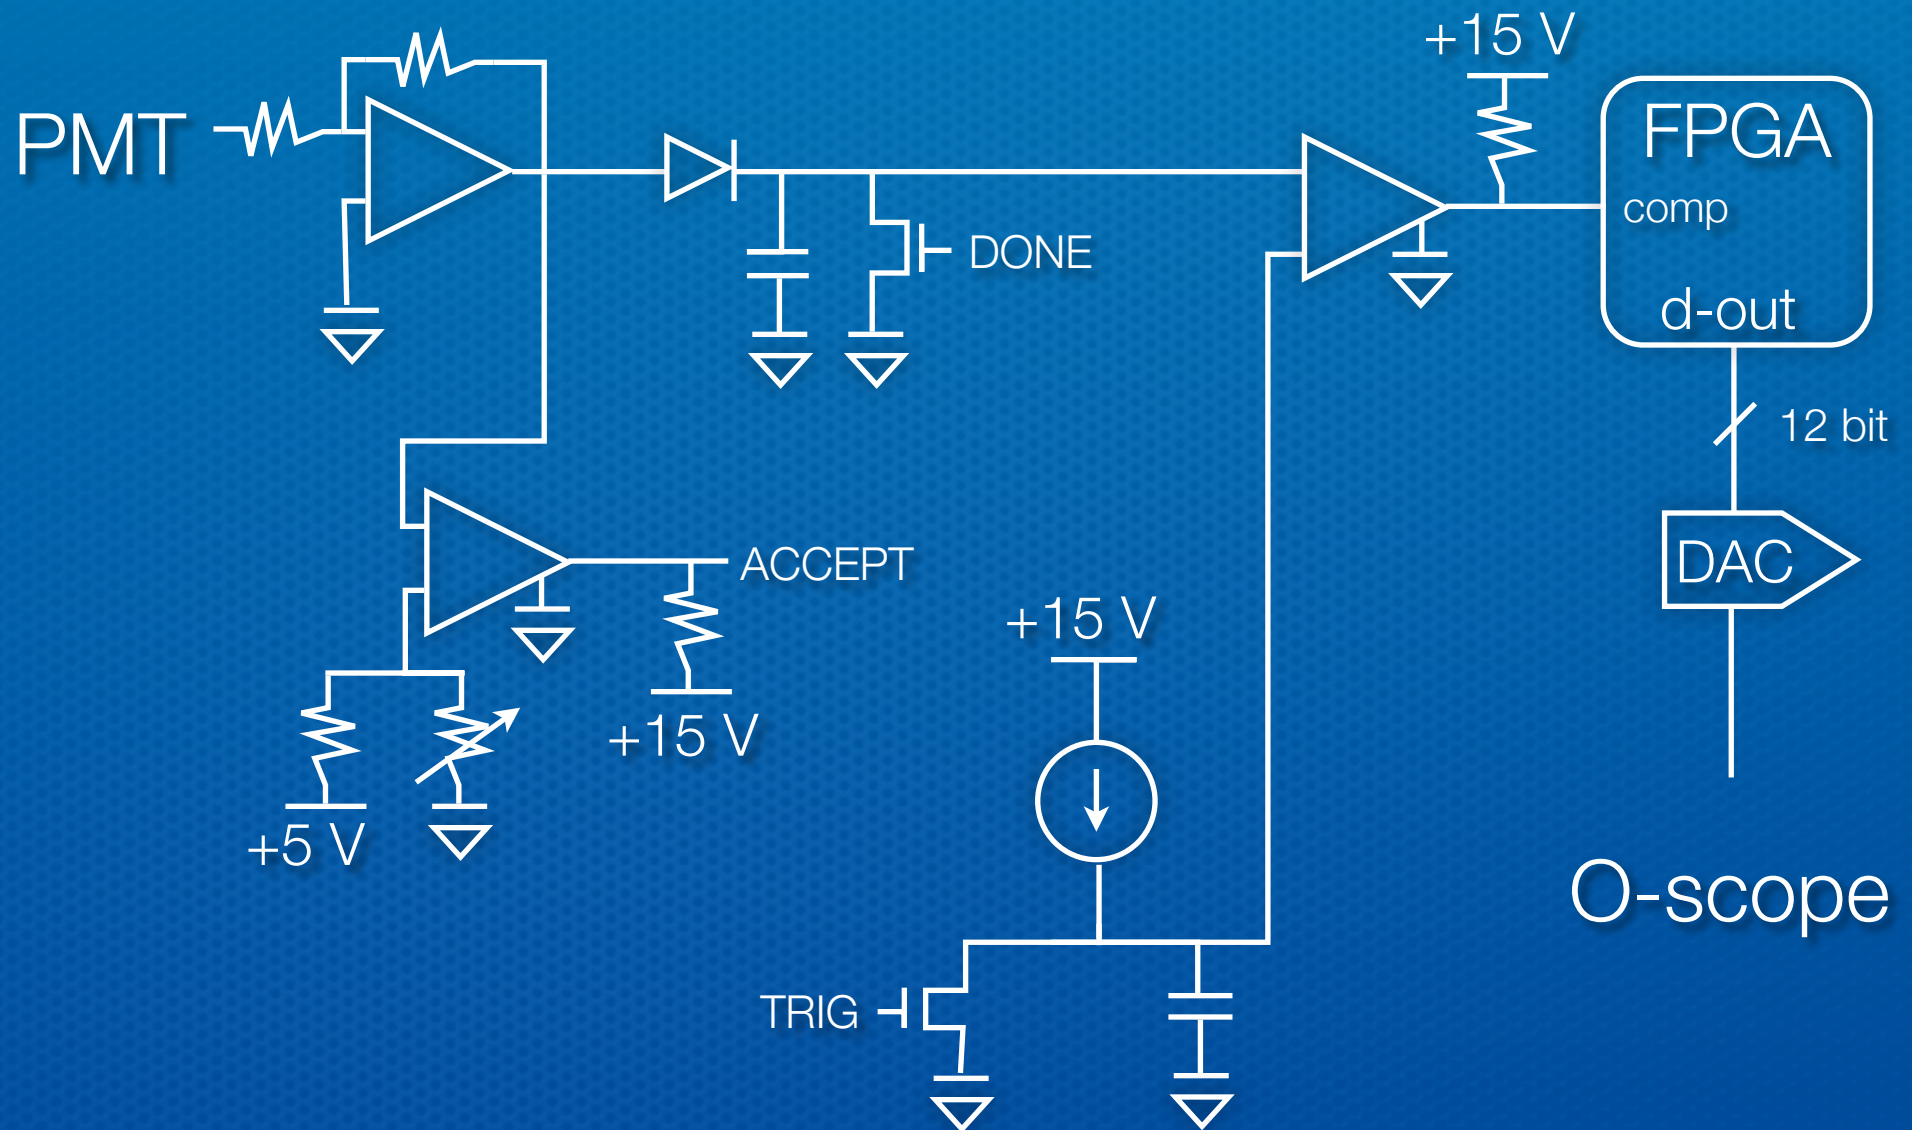 +15 V
PMT
FPGA
comp
DONE
d-out
12 bit
ACCEPT
DAC
+15 V
+15 V
+5 V
O-scope
TRIG